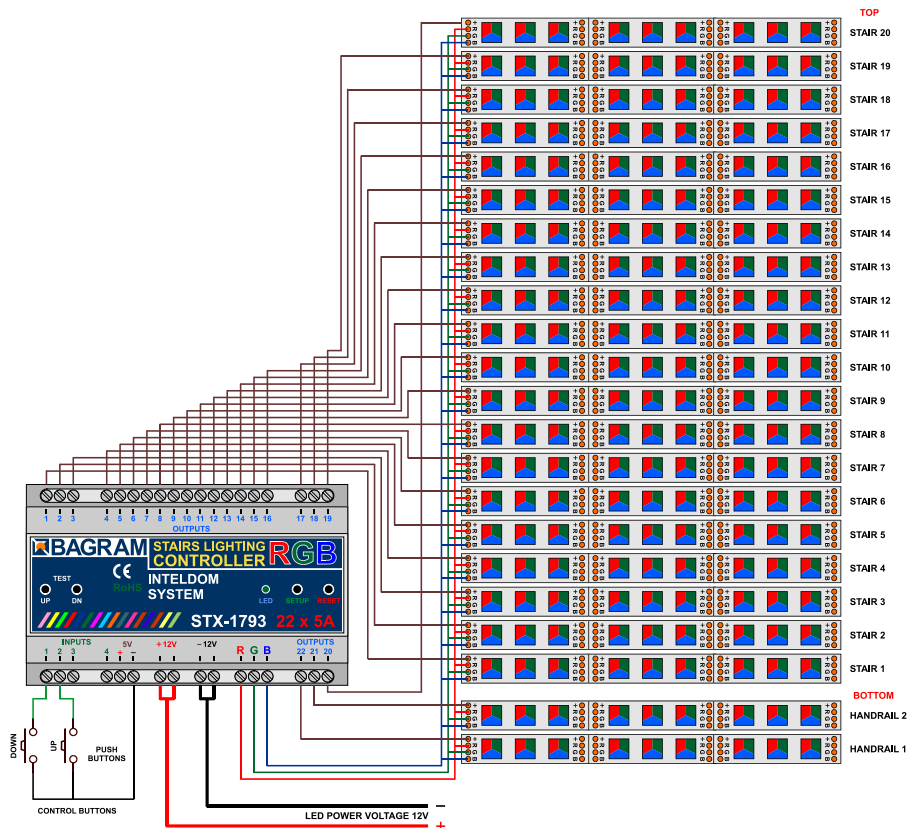 TOP
STAIR 20
STAIR 19
STAIR 18
STAIR 17
STAIR 16
STAIR 15
STAIR 14
STAIR 13
STAIR 12
STAIR 11
STAIR 10
STAIR 9
STAIR 8
STAIR 7
STAIR 6
STAIR 5
STAIR 4
STAIR 3
STAIR 2
STAIR 1
BOTTOM
HANDRAIL 2
HANDRAIL 1
+ R G B
1 2 3 4 5 6 7 8 9 10 11 12 13 14 15 16 17 18 19
OUTPUTS
BAGRAM STAIRS LIGHTING CONTROLLER RGB
CE
RoHS
INTELDOM SYSTEM
TEST
UP DN
LED SETUP RESET
STX-1793 22 x 5A
INPUTS 5V +12V −12V R G B OUTPUTS
1 2 3 4 + − 22 21 20
DOWN
UP
PUSH BUTTONS
CONTROL BUTTONS
LED POWER VOLTAGE 12V
−
+